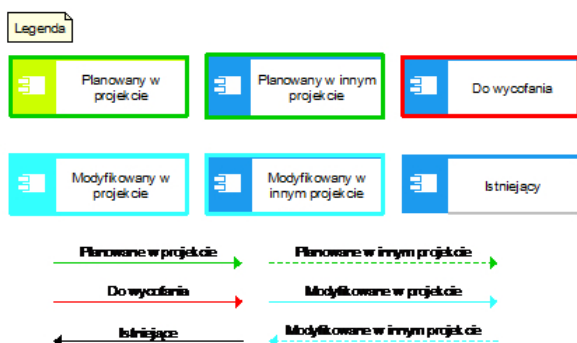 Legenda
Planowany w
projekcie
Planowany w innym
projekcie
Do wycofania
Modyfikowany w
projekcie
Modyfikowany w
innym projekcie
Istniejący
Planowane w projekcie
Planowane w innym projekcie
Do wycofania
Modyfikowane w projekcie
Istniejące
Modyfikowane w innym projekcie